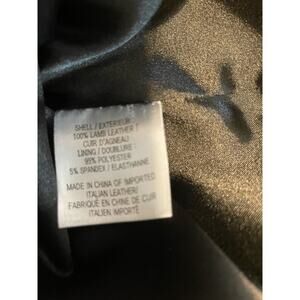 SHELL / EXTERIEUR
100% LAMB LEATHER /
CUIR D'AGNEAU
LINING / DOUBLURE
95% POLYESTER
5% SPANDEX / ELASTHANNE
MADE IN CHINA OF IMPORTED
ITALIAN LEATHER/
FABRIQUÉ EN CHINE DE CUIR
ITALIEN IMPORTÉ